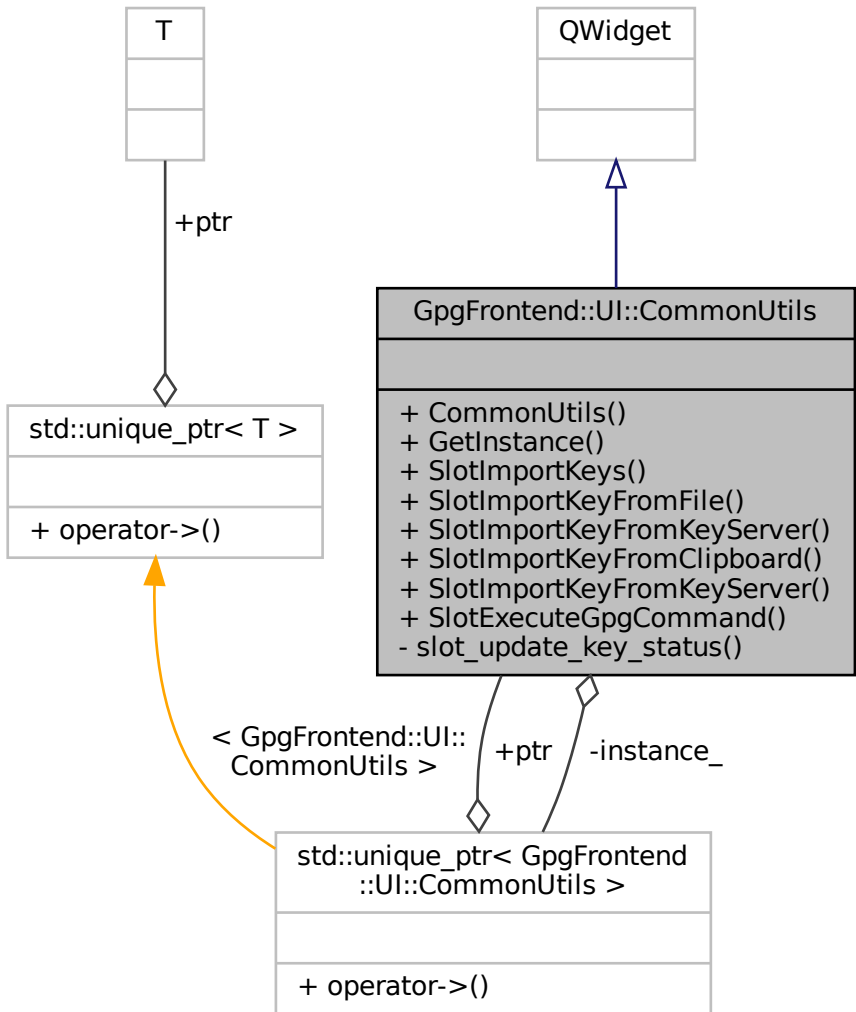 T
QWidget
+ptr
GpgFrontend::UI::CommonUtils
+ CommonUtils()
+ GetInstance()
+ SlotImportKeys()
+ SlotImportKeyFromFile()
+ SlotImportKeyFromKeyServer()
+ SlotImportKeyFromClipboard()
+ SlotImportKeyFromKeyServer()
+ SlotExecuteGpgCommand()
- slot_update_key_status()
std::unique_ptr< T >
+ operator->()
< GpgFrontend::UI::
CommonUtils >
+ptr
-instance_
std::unique_ptr< GpgFrontend
::UI::CommonUtils >
+ operator->()